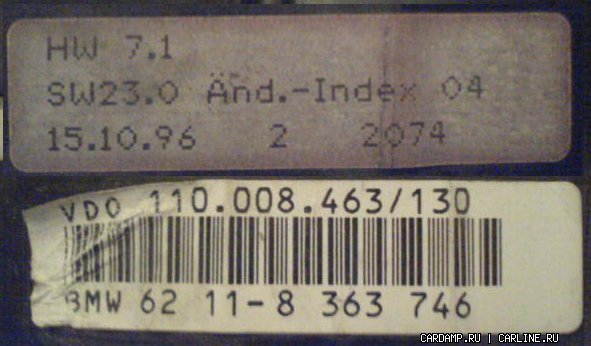 HW 7.1
SW23.0 Änd.-Index 04
15.10.96 2 2074
VDO 110.008.463/130
BMW 62 11-8 363 746
CARDAMP.RU | CARLINE.RU